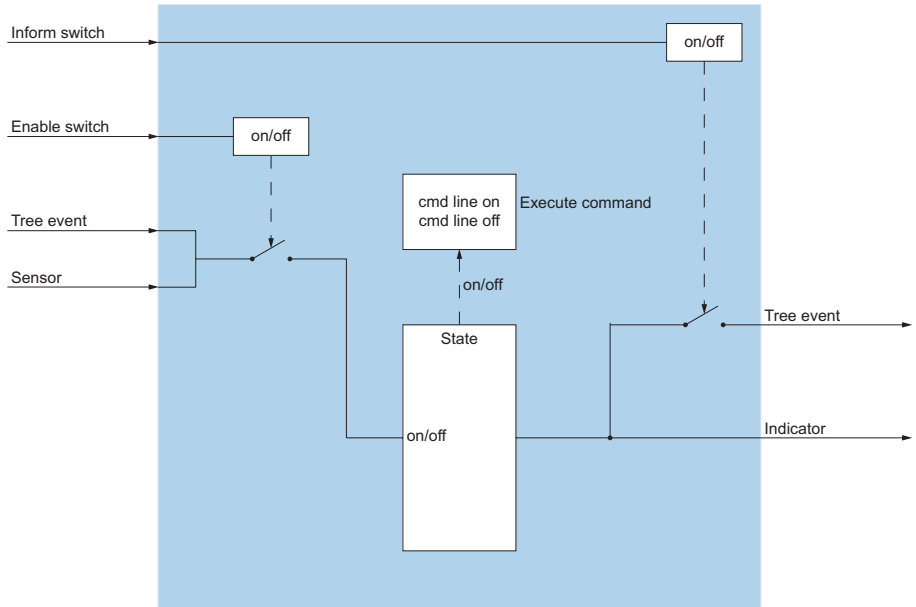 Inform switch
on/off
Enable switch
on/off
cmd line on
cmd line off
Execute command
Tree event
Sensor
on/off
State
Tree event
on/off
Indicator